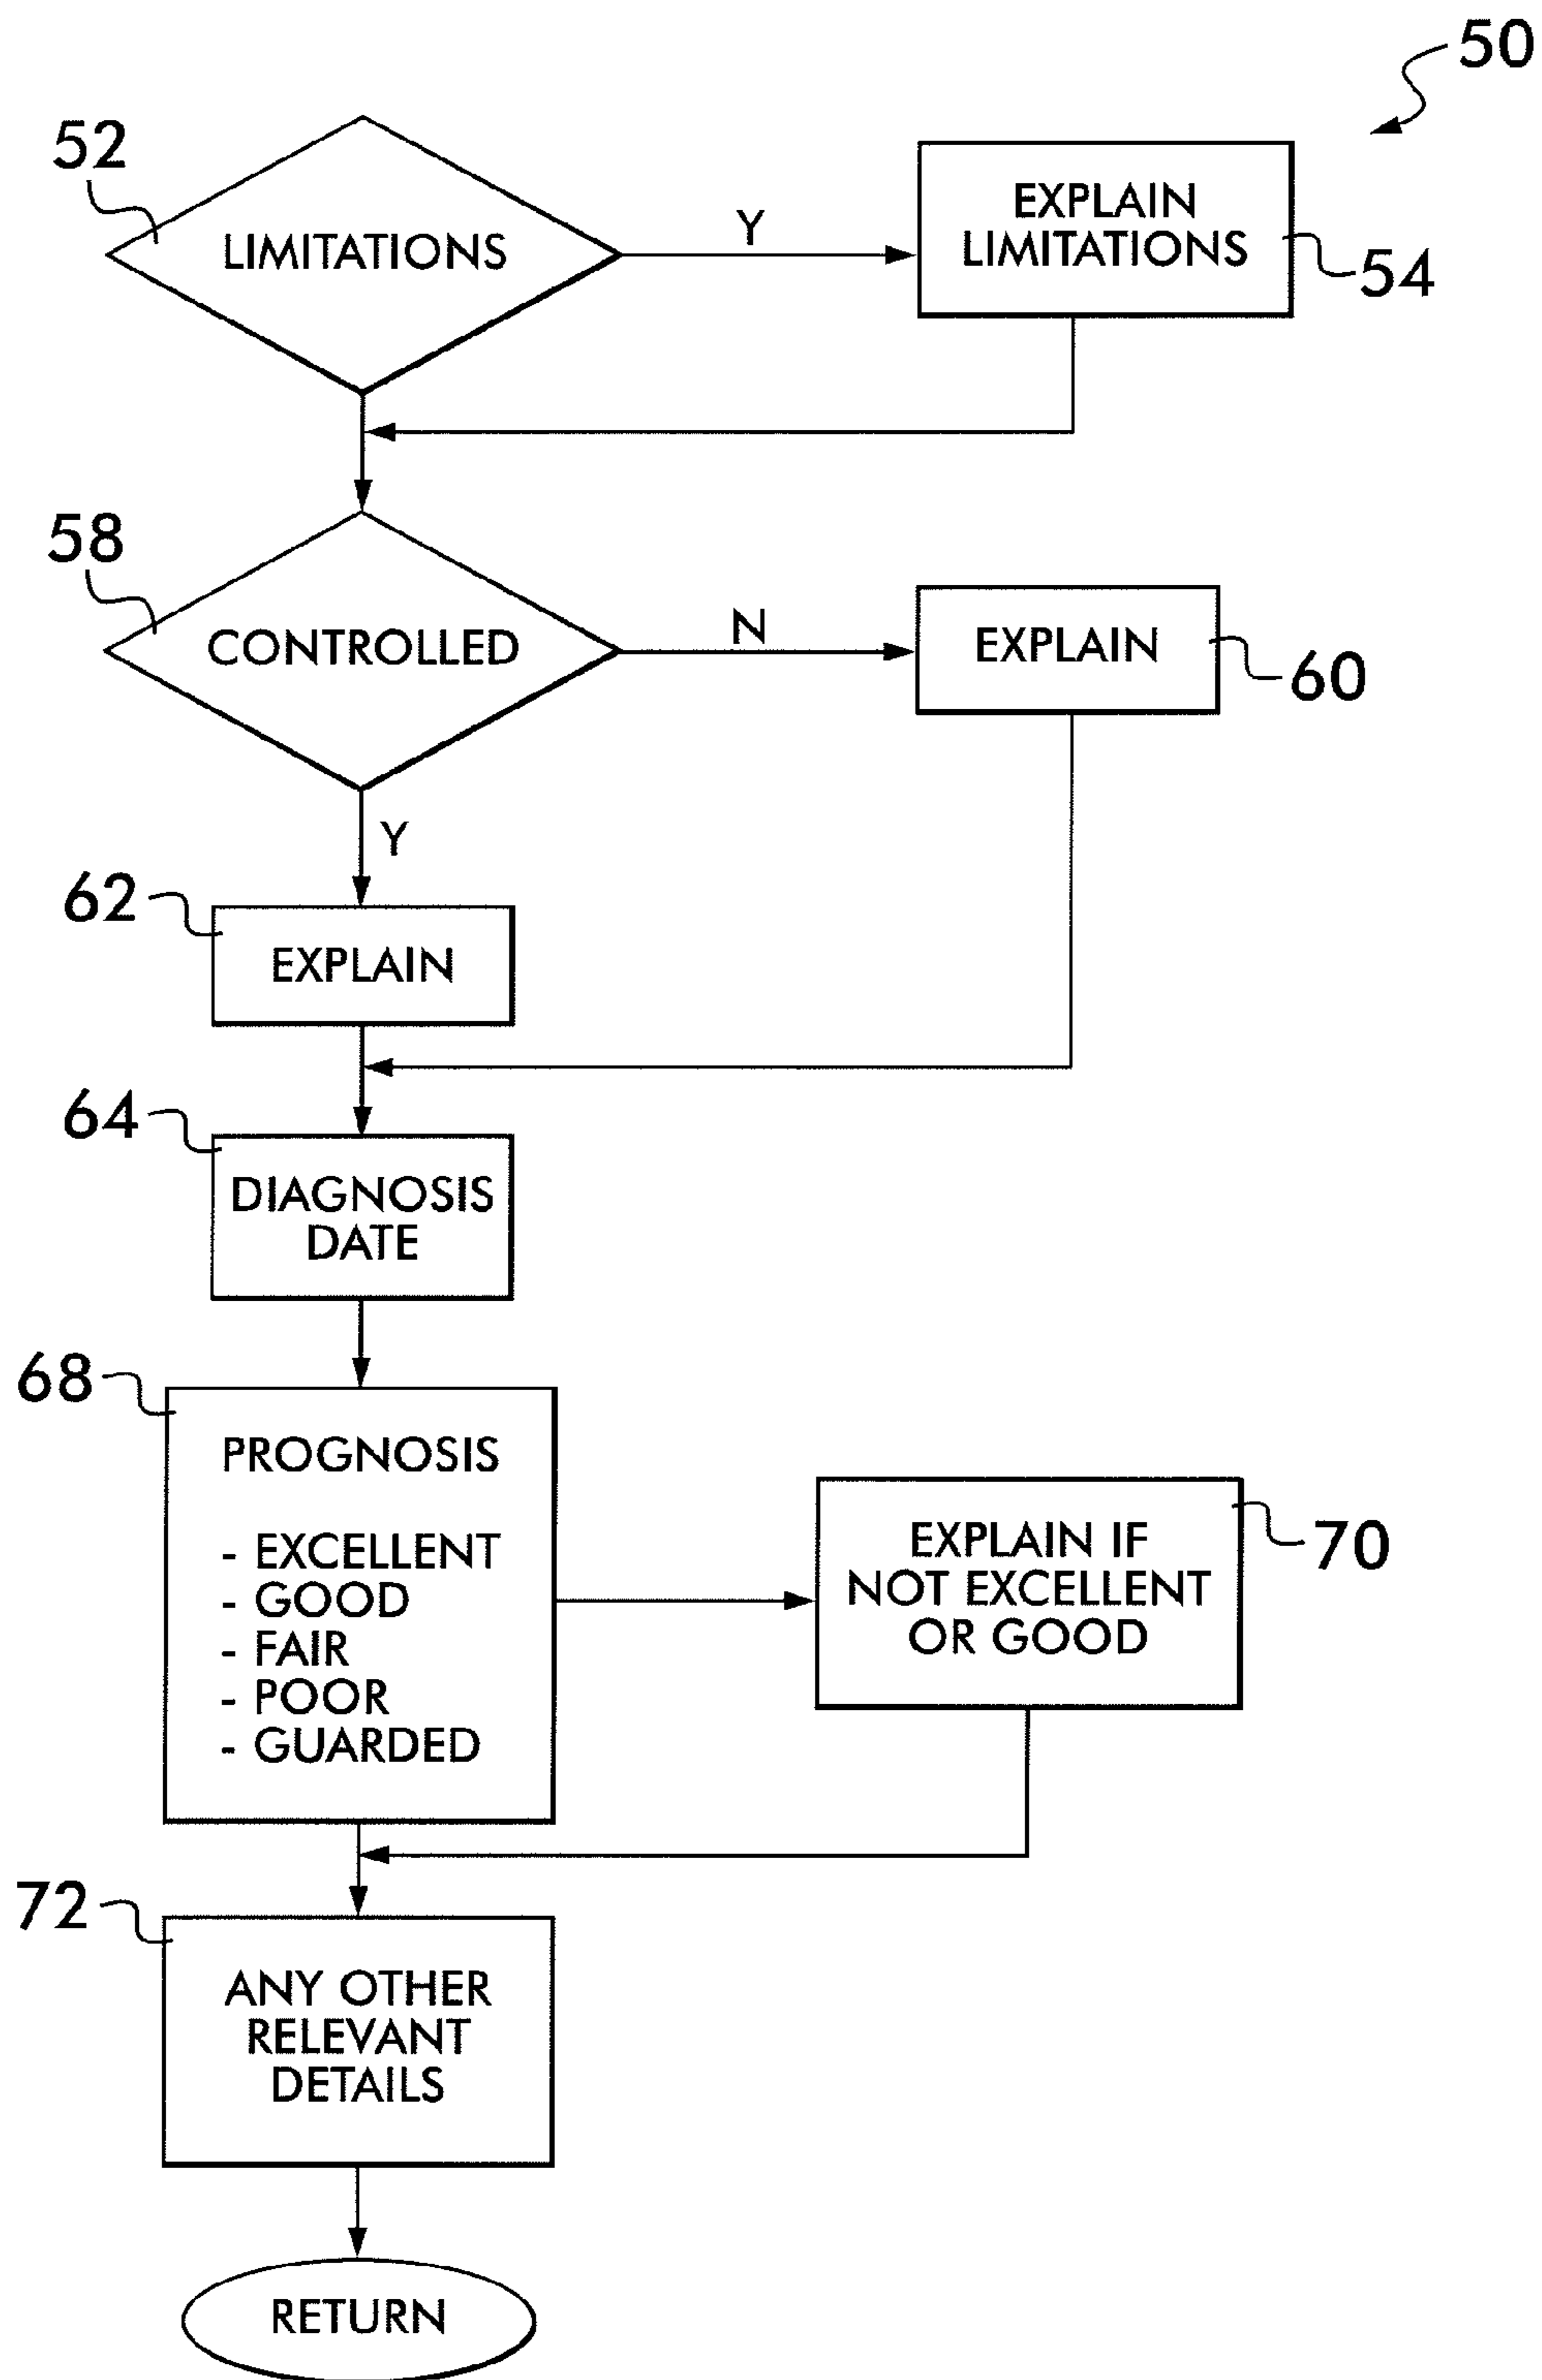 50
52
LIMITATIONS
Y
EXPLAIN
LIMITATIONS
54
58
CONTROLLED
N
EXPLAIN
60
Y
62
EXPLAIN
64
DIAGNOSIS
DATE
68
PROGNOSIS
- EXCELLENT
- GOOD
- FAIR
- POOR
- GUARDED
EXPLAIN IF
NOT EXCELLENT
OR GOOD
70
72
ANY OTHER
RELEVANT
DETAILS
RETURN